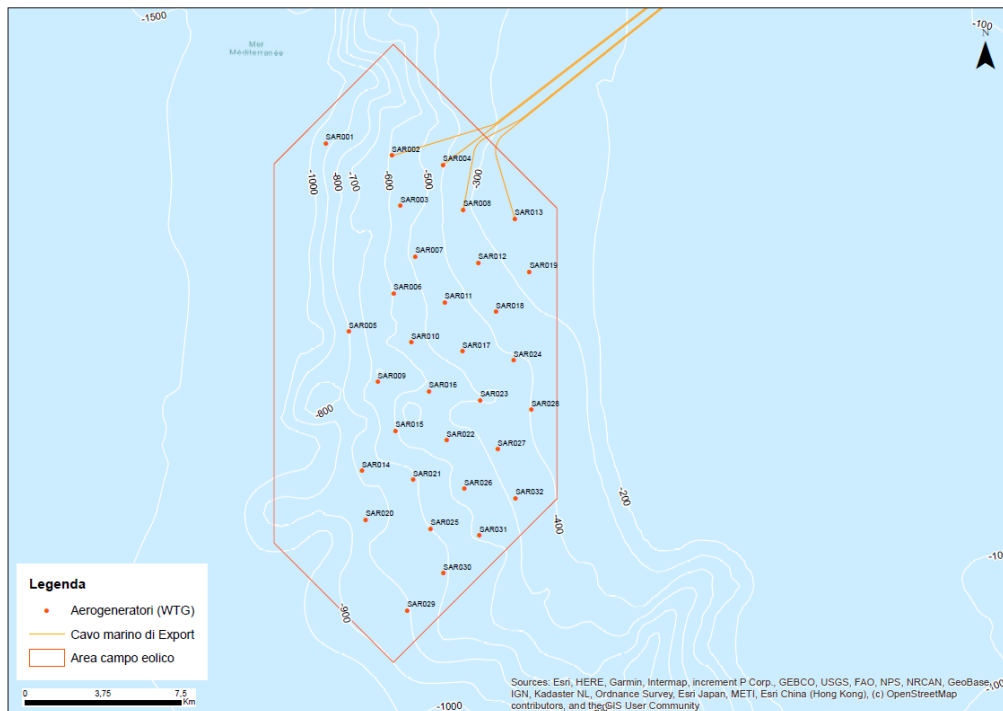 -1500
-100
Mer
Méditerranée
N
SAR001
SAR002
SAR004
-1000
-800
-700
-600
-500
-300
SAR003
SAR008
SAR013
SAR007
SAR012
SAR019
SAR006
SAR011
SAR018
SAR005
SAR010
SAR017
SAR024
SAR009
SAR016
SAR023
SAR028
-800
SAR015
SAR022
SAR027
SAR014
SAR021
SAR026
SAR032
-200
SAR020
SAR025
SAR031
-400
-10
SAR030
SAR029
-900
Legenda
Aerogeneratori (WTG)
Cavo marino di Export
Area campo eolico
0 3,75 7,5
Km
-1000
-100
Sources: Esri, HERE, Garmin, Intermap, increment P Corp., GEBCO, USGS, FAO, NPS, NRCAN, GeoBase,
IGN, Kadaster NL, Ordnance Survey, Esri Japan, METI, Esri China (Hong Kong), (c) OpenStreetMap
contributors, and the GIS User Community